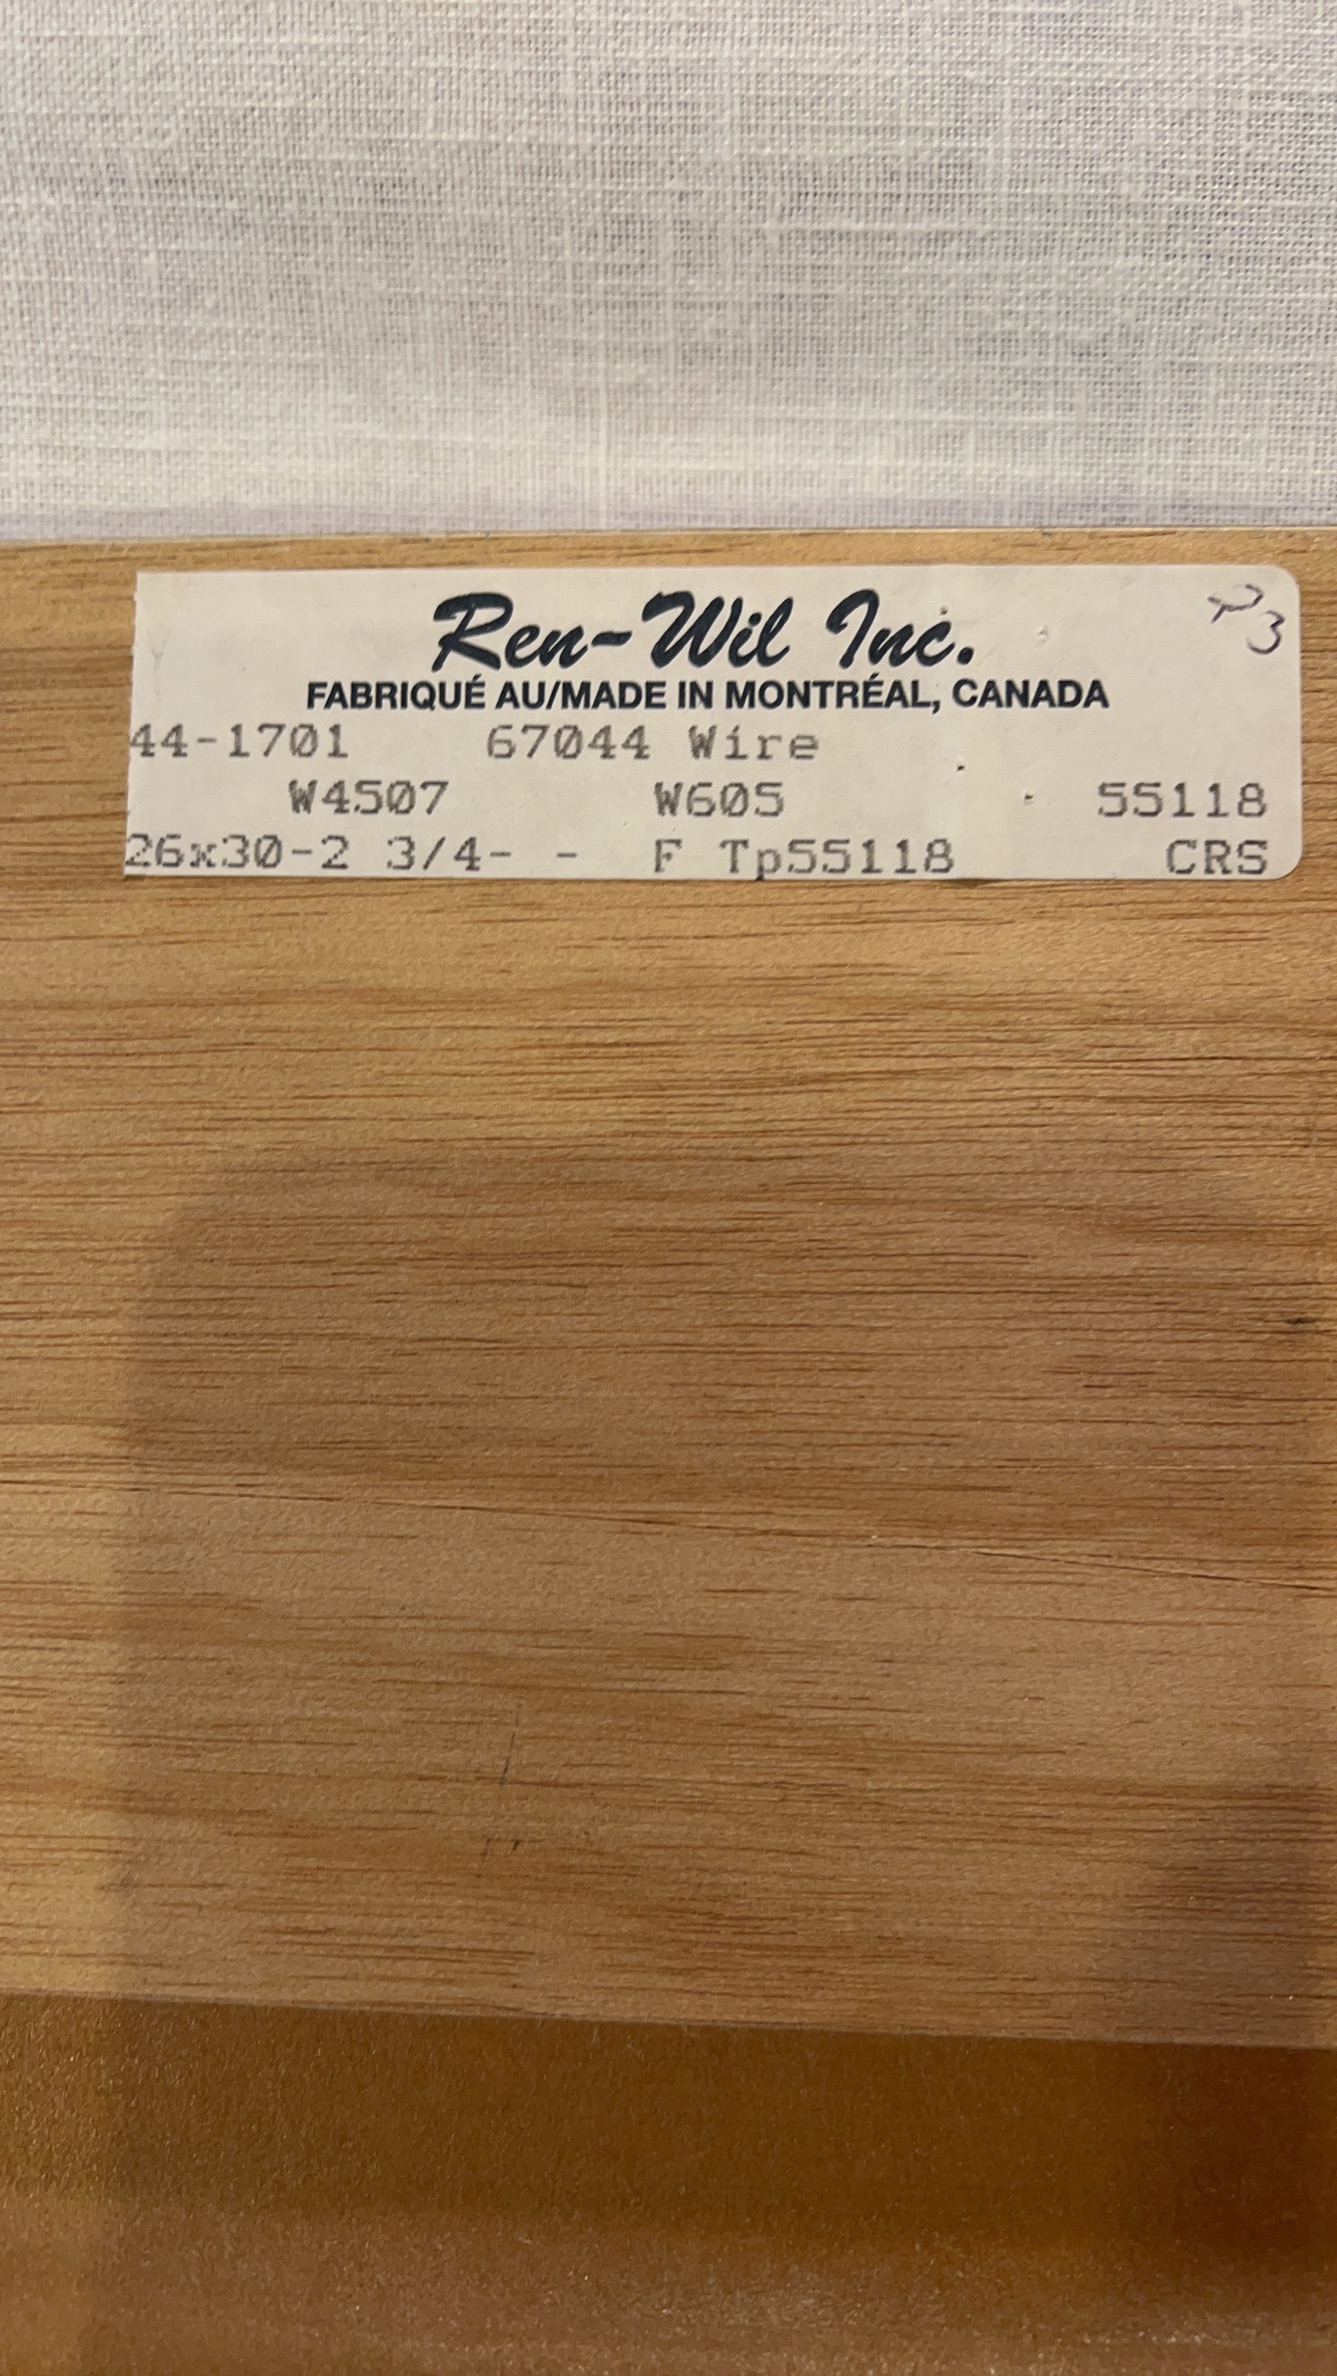 Ren-Wil Inc.
FABRIQUÉ AU/MADE IN MONTRÉAL, CANADA
44-1701 67044 Wire
W4507 W605 55118
26x30-2 3/4- - F Tp55118 CRS